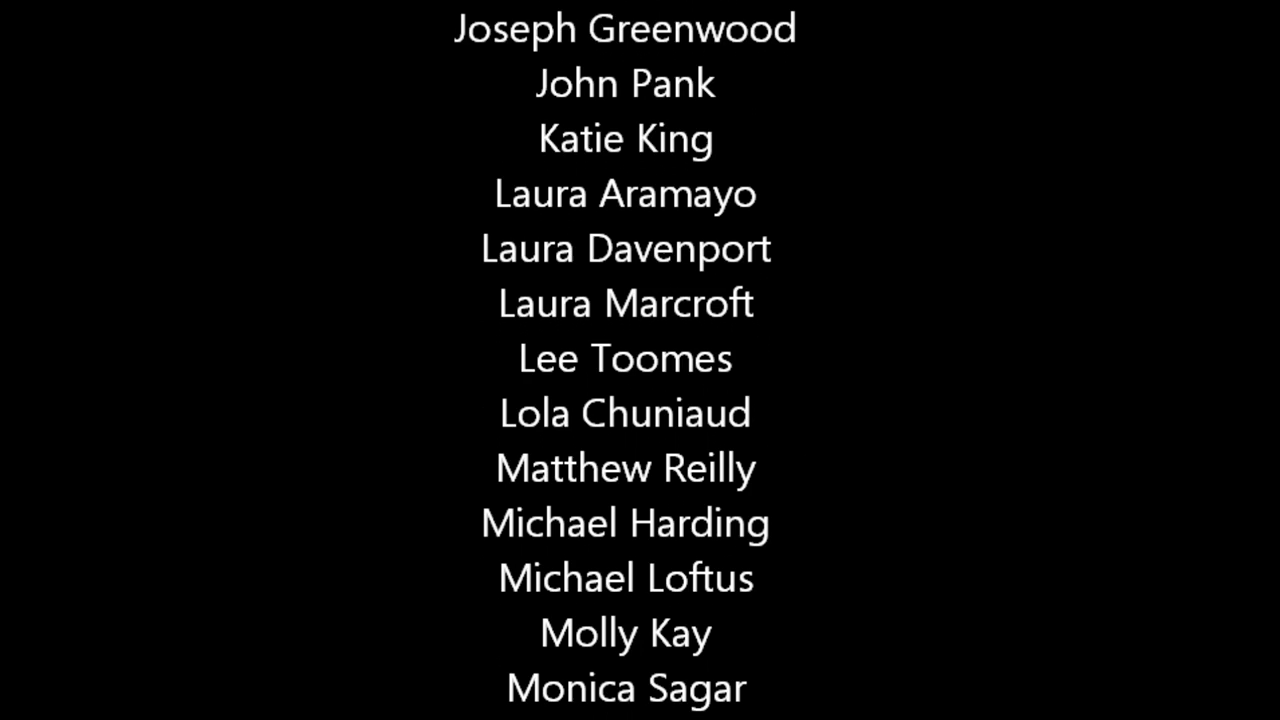 Joseph Greenwood
John Pank
Katie King
Laura Aramayo
Laura Davenport
Laura Marcroft
Lee Toomes
Lola Chuniaud
Matthew Reilly
Michael Harding
Michael Loftus
Molly Kay
Monica Sagar